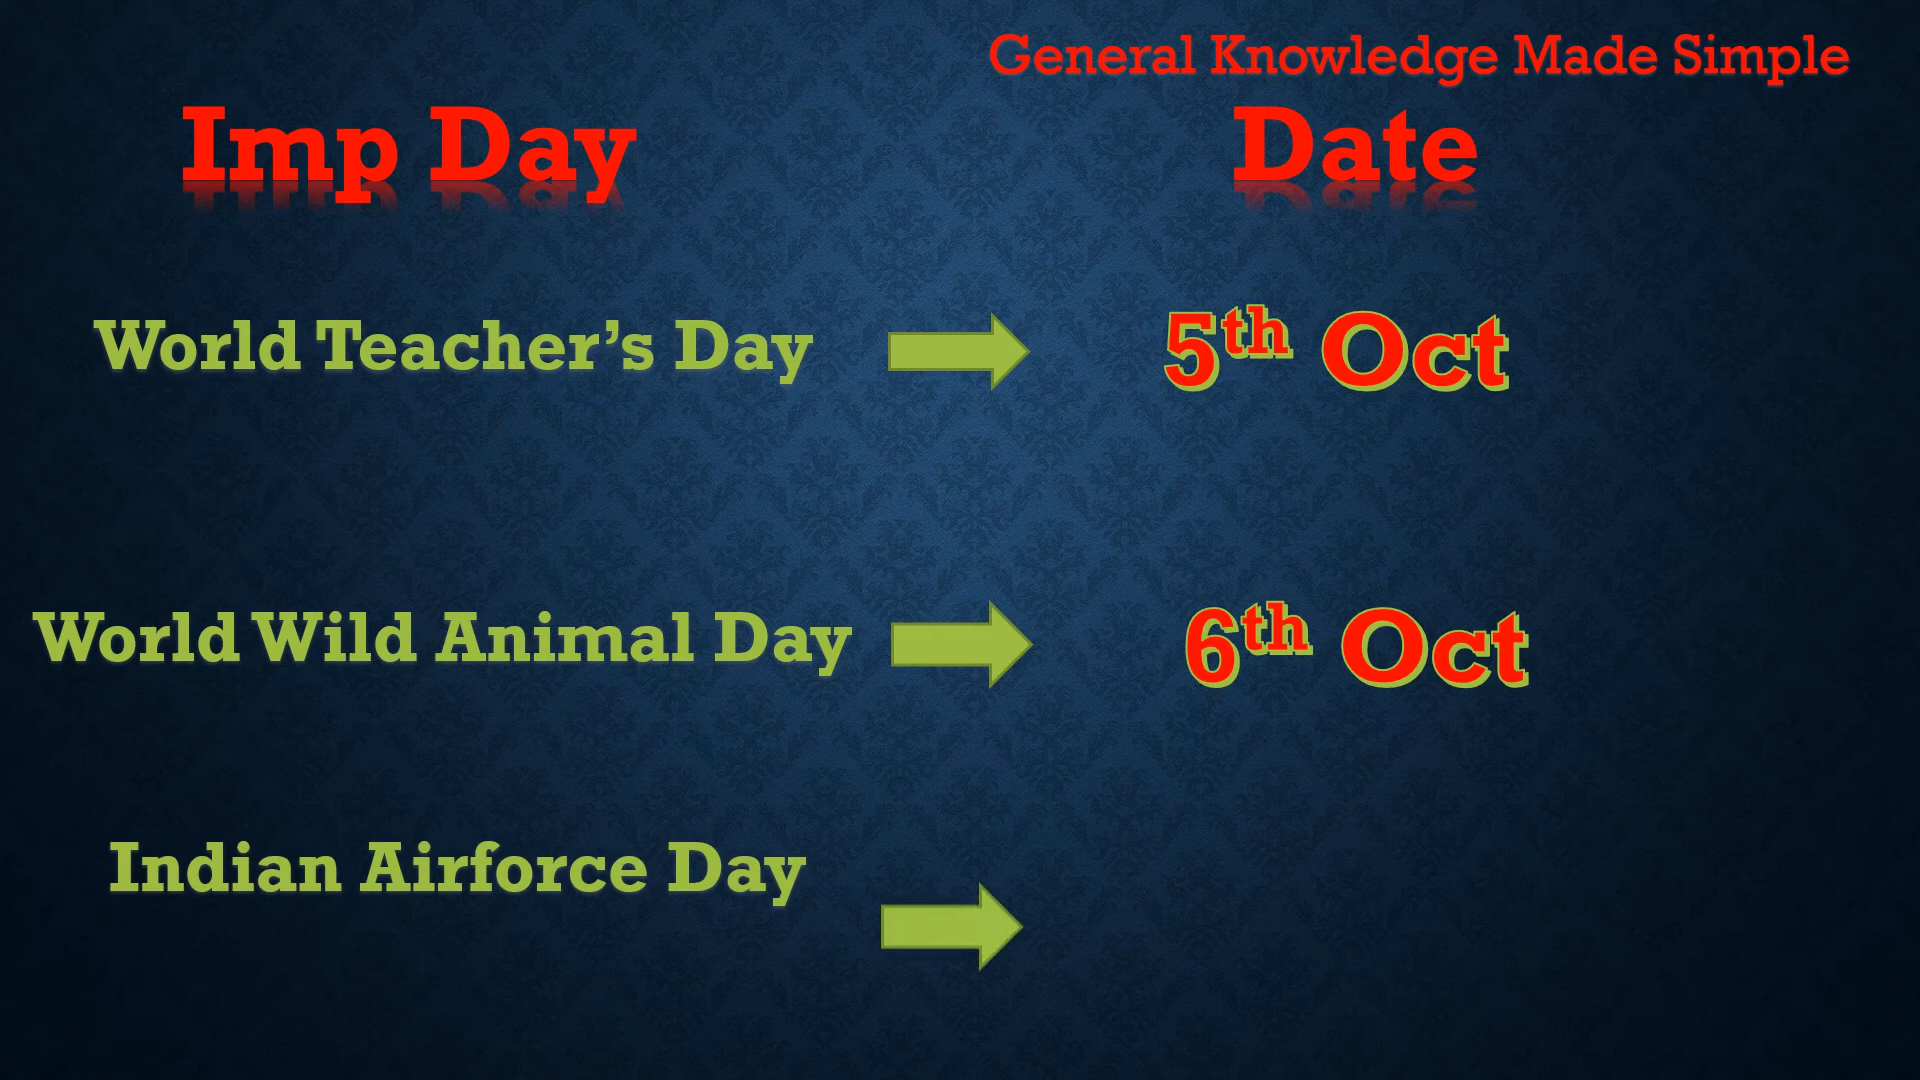 General Knowledge Made Simple
Imp Day Date
World Teacher’s Day 5th Oct
World Wild Animal Day 6th Oct
Indian Airforce Day